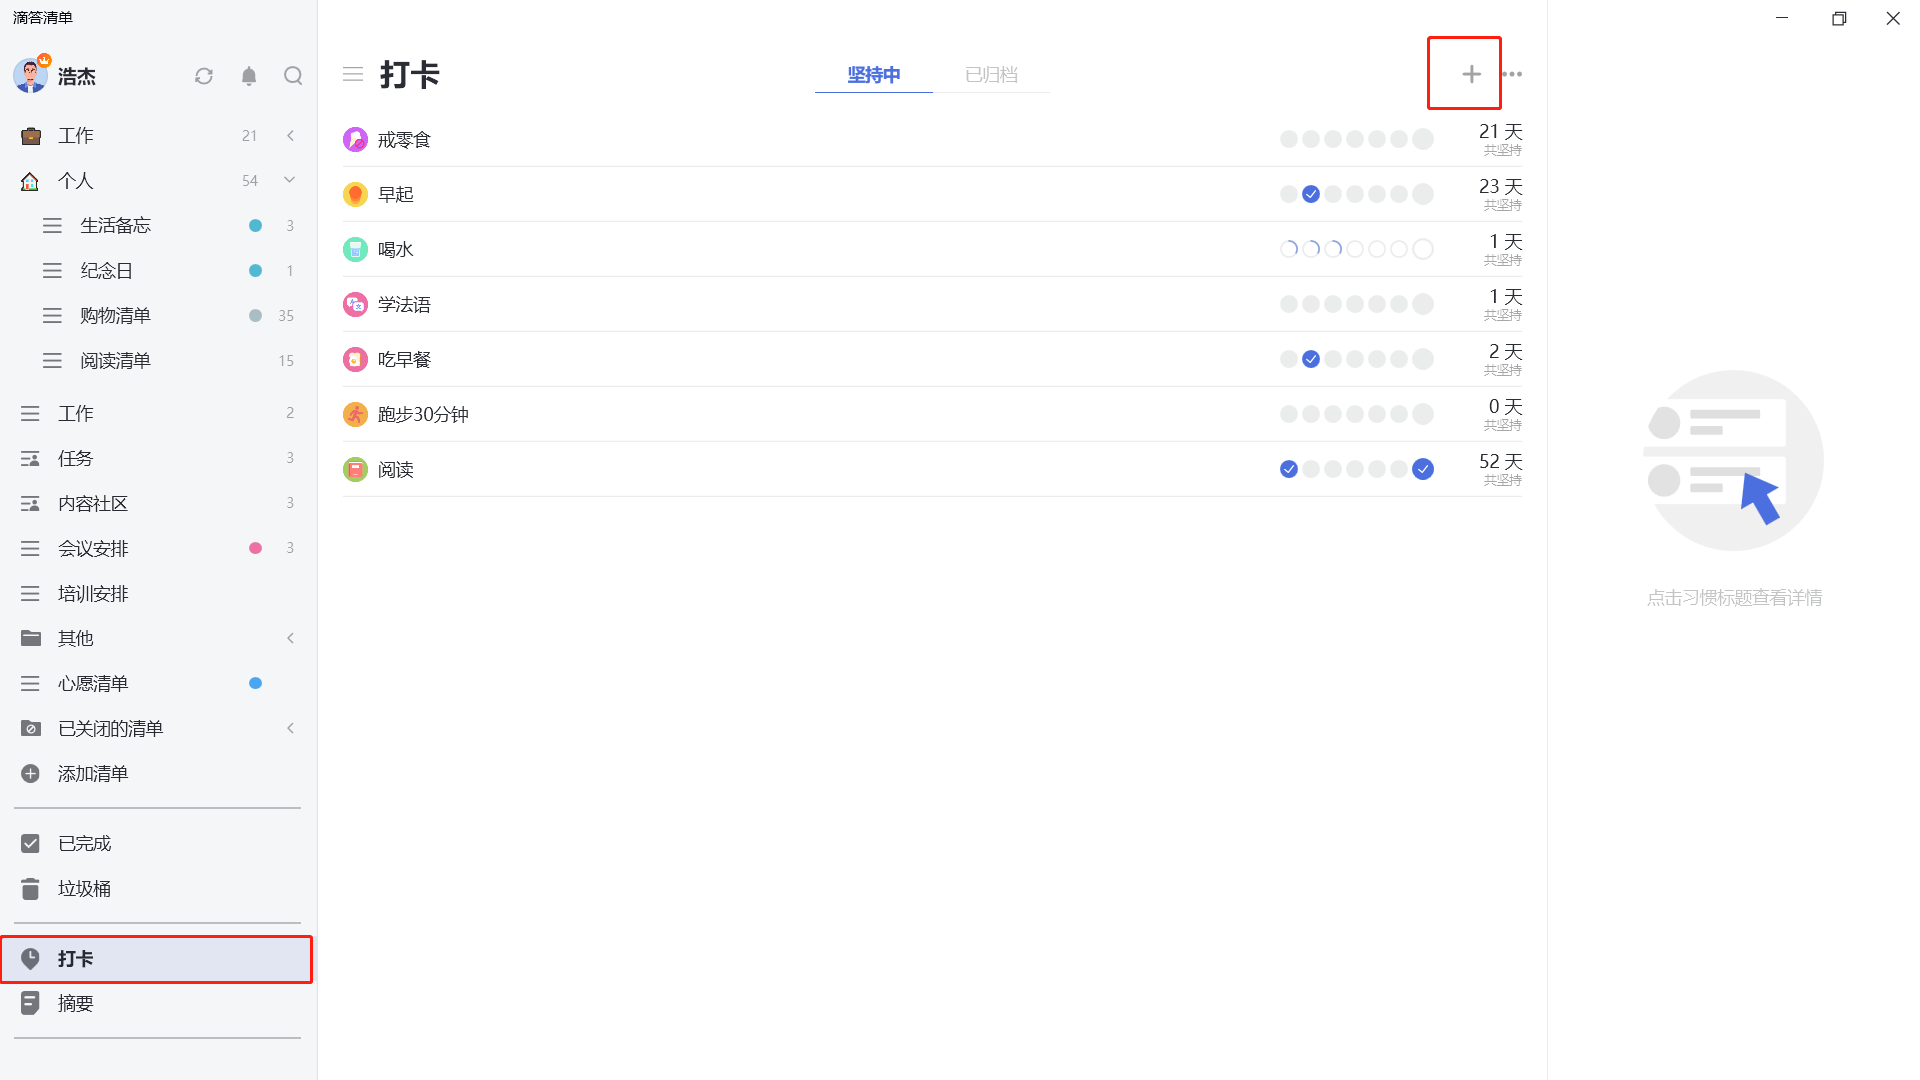 滴答清单
浩杰
工作 21
个人 54
生活备忘 3
纪念日 1
购物清单 35
阅读清单 15
工作 2
任务 3
内容社区 3
会议安排 3
培训安排
其他
心愿清单
已关闭的清单
添加清单
已完成
垃圾桶
打卡
摘要
打卡
坚持中 已归档
戒零食 21 天
共坚持
早起 23 天
共坚持
喝水 1 天
共坚持
学法语 1 天
共坚持
吃早餐 2 天
共坚持
跑步30分钟 0 天
共坚持
阅读 52 天
共坚持
点击习惯标题查看详情